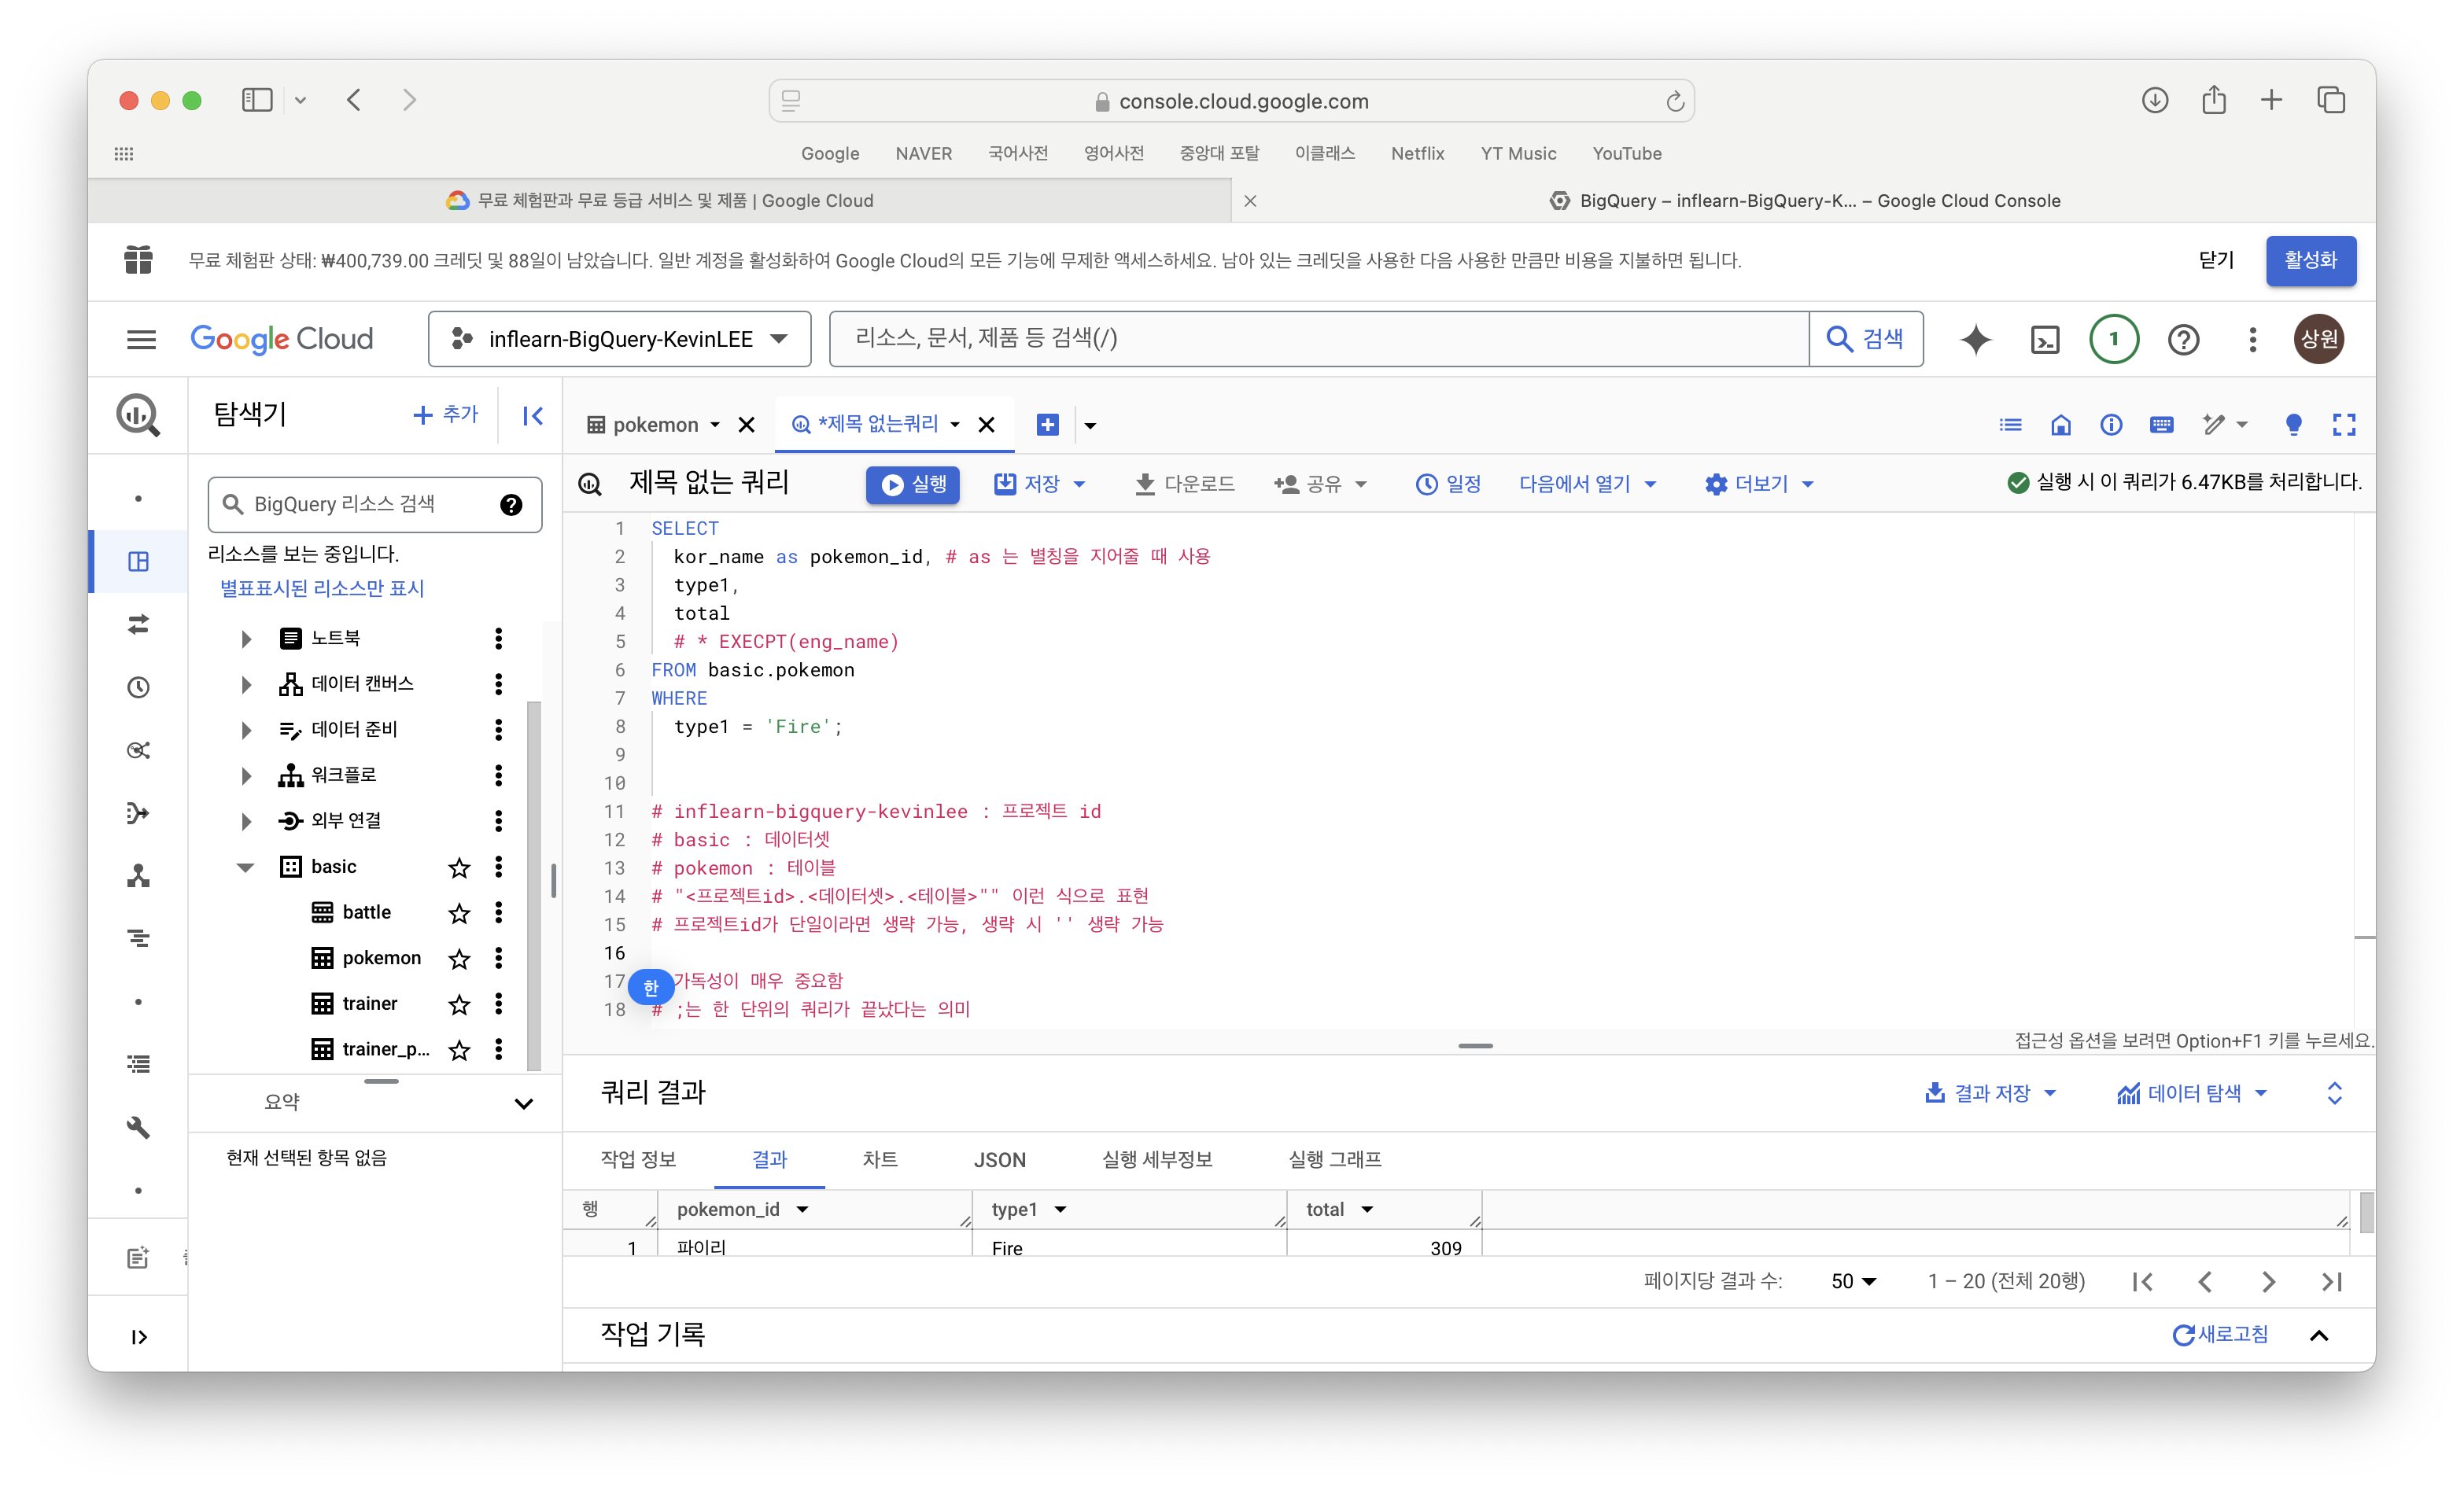 console.cloud.google.com
Google NAVER 국어사전 영어사전 중앙대 포탈 이클래스 Netflix YT Music YouTube
무료 체험판과 무료 등급 서비스 및 제품 | Google Cloud
BigQuery – inflearn-BigQuery-K... – Google Cloud Console
무료 체험판 상태: ₩400,739.00 크레딧 및 88일이 남았습니다. 일반 계정을 활성화하여 Google Cloud의 모든 기능에 무제한 액세스하세요. 남아 있는 크레딧을 사용한 다음 사용한 만큼만 비용을 지불하면 됩니다.
닫기 활성화
Google Cloud inflearn-BigQuery-KevinLEE 리소스, 문서, 제품 등 검색(/) 검색 1 상원
탐색기 추가
BigQuery 리소스 검색
리소스를 보는 중입니다.
별표표시된 리소스만 표시
노트북
데이터 캔버스
데이터 준비
워크플로
외부 연결
basic
battle
pokemon
trainer
trainer_p...
요약
현재 선택된 항목 없음
pokemon *제목 없는쿼리
제목 없는 쿼리 실행 저장 다운로드 공유 일정 다음에서 열기 더보기 실행 시 이 쿼리가 6.47KB를 처리합니다.
1 SELECT
2 kor_name as pokemon_id, # as 는 별칭을 지어줄 때 사용
3 type1,
4 total
5 # * EXECPT(eng_name)
6 FROM basic.pokemon
7 WHERE
8 type1 = 'Fire';
9
10
11 # inflearn-bigquery-kevinlee : 프로젝트 id
12 # basic : 데이터셋
13 # pokemon : 테이블
14 # "<프로젝트id>.<데이터셋>.<테이블>"" 이런 식으로 표현
15 # 프로젝트id가 단일이라면 생략 가능, 생략 시 '' 생략 가능
16
17 가독성이 매우 중요함
한
18 # ;는 한 단위의 쿼리가 끝났다는 의미
접근성 옵션을 보려면 Option+F1 키를 누르세요.
쿼리 결과 결과 저장 데이터 탐색
작업 정보 결과 차트 JSON 실행 세부정보 실행 그래프
행 pokemon_id type1 total
1 파이리 Fire 309
페이지당 결과 수: 50 1 – 20 (전체 20행)
작업 기록 새로고침